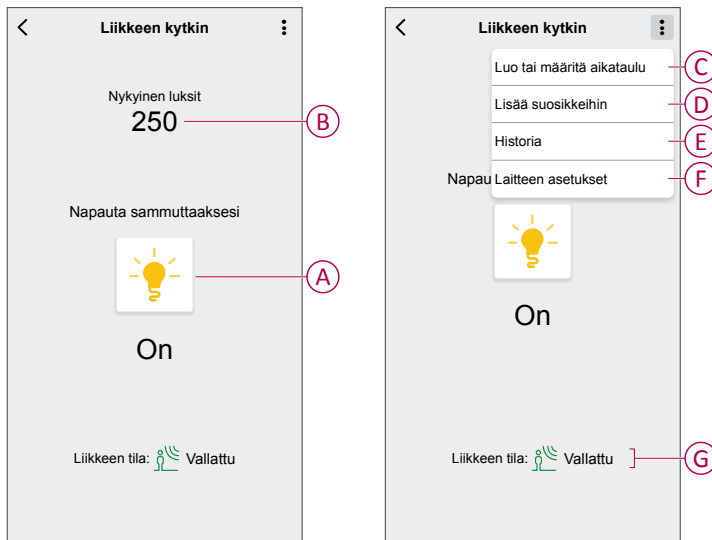 Liikkeen kytkin
Nykyinen luksit
250
B
Napauta sammuttaaksesi
A
On
Liikkeen tila: Vallattu
Liikkeen kytkin
Luo tai määritä aikataulu
C
Lisää suosikkeihin
D
Historia
E
Napau
Laitteen asetukset
F
On
Liikkeen tila: Vallattu
G